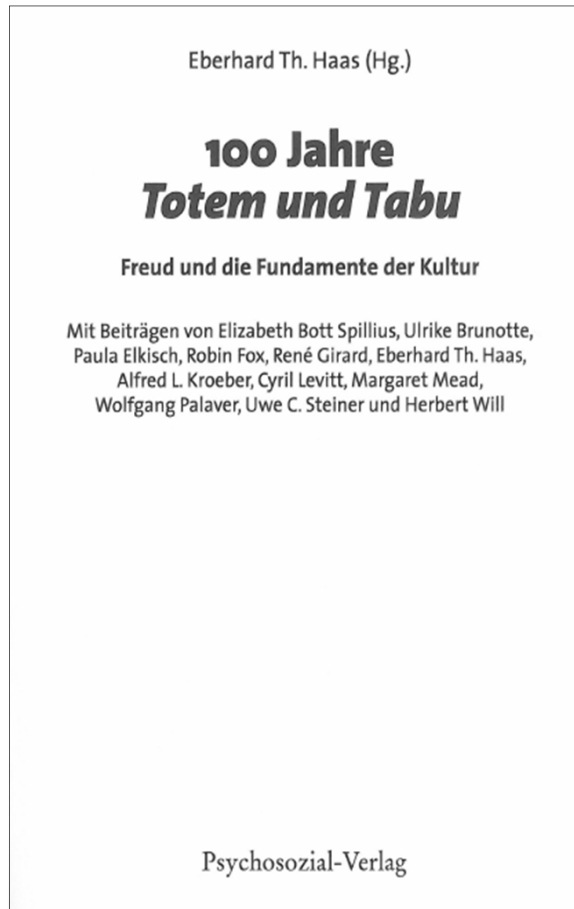 Eberhard Th. Haas (Hg.)
100 Jahre
Totem und Tabu
Freud und die Fundamente der Kultur
Mit Beiträgen von Elizabeth Bott Spillius, Ulrike Brunotte,
Paula Elkisch, Robin Fox, René Girard, Eberhard Th. Haas,
Alfred L. Kroeber, Cyril Levitt, Margaret Mead,
Wolfgang Palaver, Uwe C. Steiner und Herbert Will
Psychosozial-Verlag